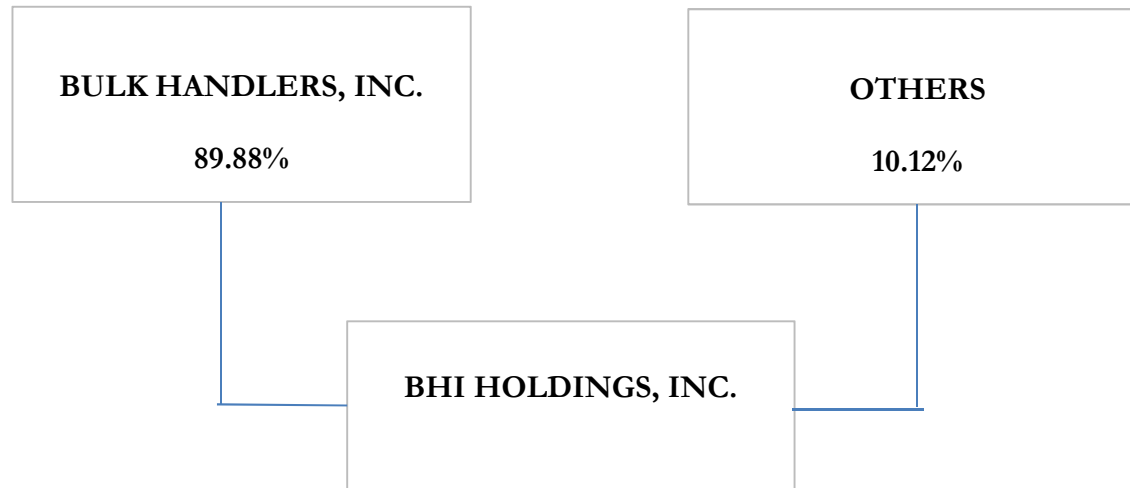 BULK HANDLERS, INC.
89.88%
OTHERS
10.12%
BHI HOLDINGS, INC.